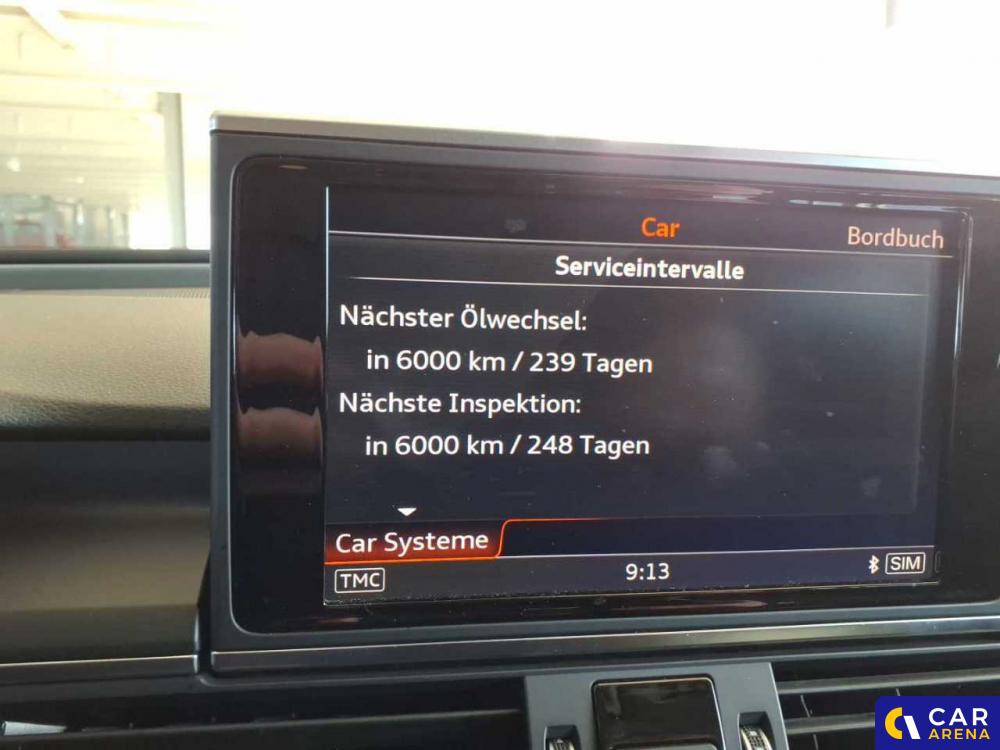 Car
Bordbuch
Serviceintervalle
Nächster Ölwechsel:
in 6000 km / 239 Tagen
Nächste Inspektion:
in 6000 km / 248 Tagen
Car Systeme
TMC
9:13
SIM
CAR
ARENA